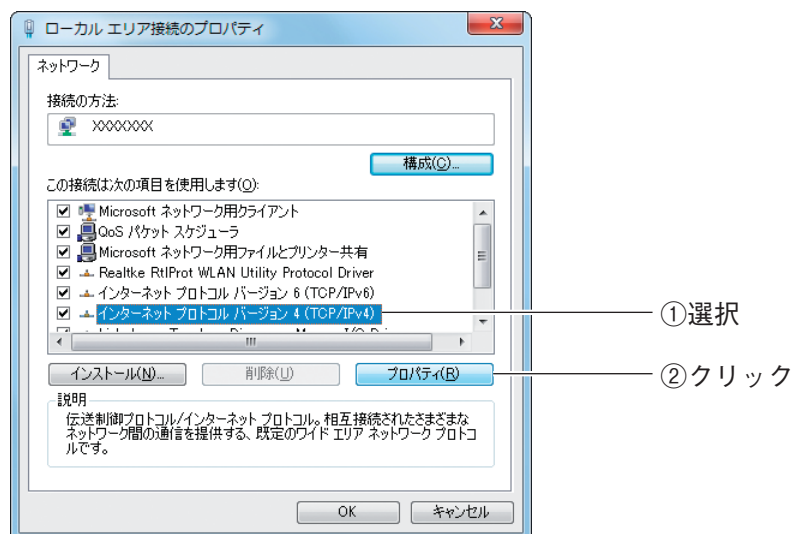 ローカル エリア接続のプロパティ
ネットワーク
接続の方法:
XXXXXXXX
構成(C)...
この接続は次の項目を使用します(O):
Microsoft ネットワーク用クライアント
QoS パケット スケジューラ
Microsoft ネットワーク用ファイルとプリンター共有
Realtke RtlProt WLAN Utility Protocol Driver
インターネット プロトコル バージョン 6 (TCP/IPv6)
インターネット プロトコル バージョン 4 (TCP/IPv4)
①選択
インストール(N)...
削除(U)
プロパティ(R)
②クリック
説明
伝送制御プロトコル/インターネット プロトコル。相互接続されたさまざまな
ネットワーク間の通信を提供する、既定のワイド エリア ネットワーク プロトコ
ルです。
OK
キャンセル